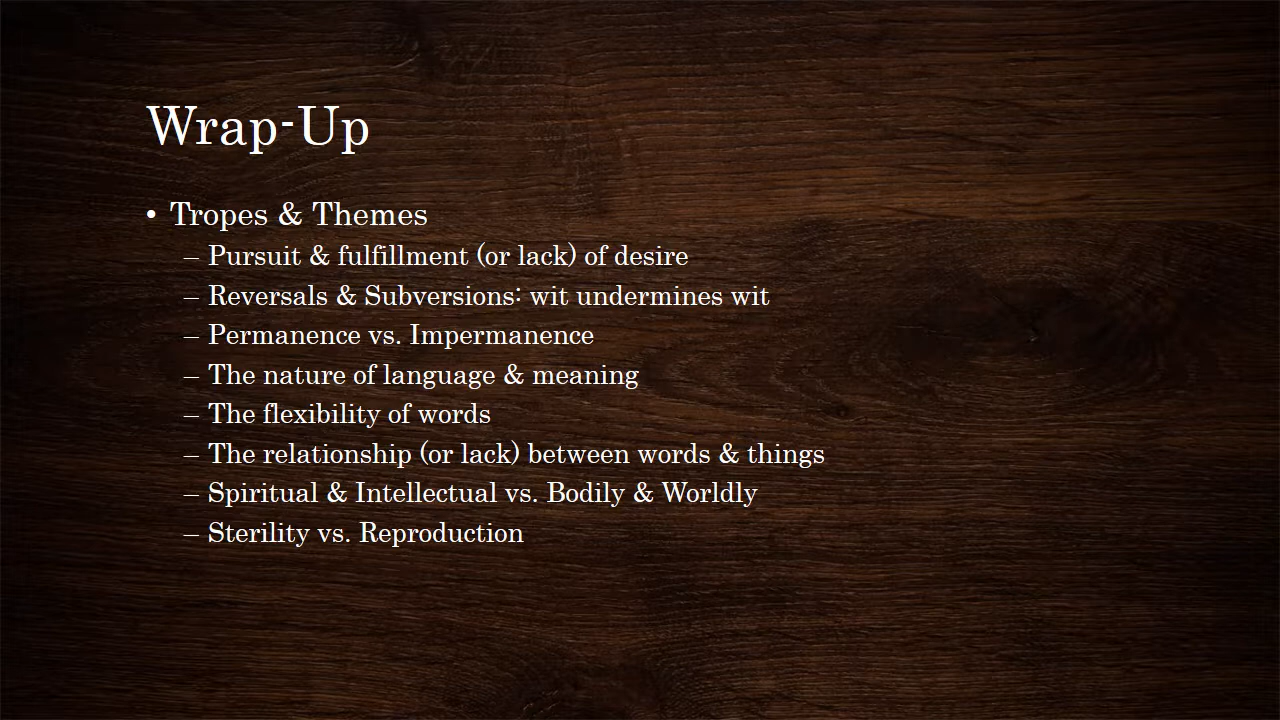 Wrap-Up
• Tropes & Themes
– Pursuit & fulfillment (or lack) of desire
– Reversals & Subversions: wit undermines wit
– Permanence vs. Impermanence
– The nature of language & meaning
– The flexibility of words
– The relationship (or lack) between words & things
– Spiritual & Intellectual vs. Bodily & Worldly
– Sterility vs. Reproduction